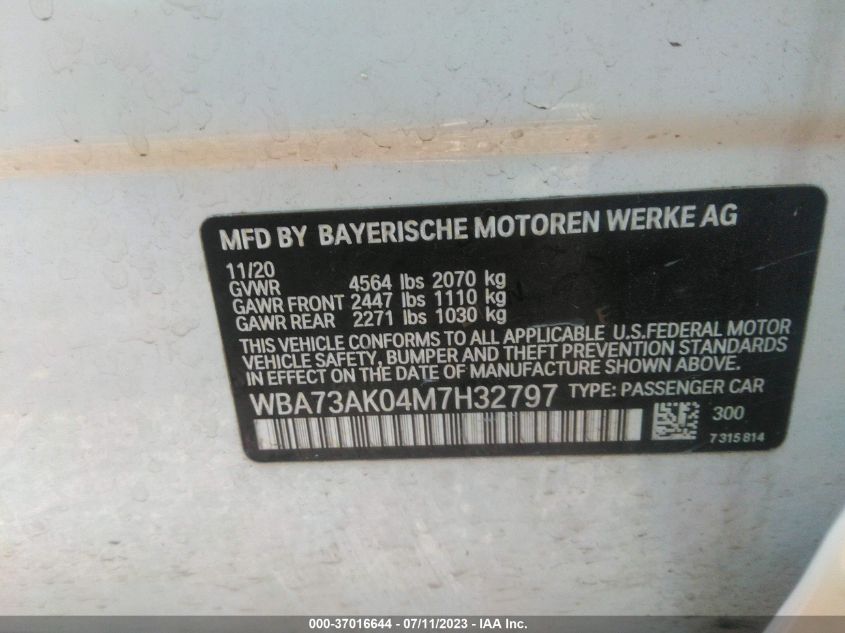 MFD BY BAYERISCHE MOTOREN WERKE AG
11/20
GVWR 4564 lbs 2070 kg
GAWR FRONT 2447 lbs 1110 kg
GAWR REAR 2271 lbs 1030 kg
THIS VEHICLE CONFORMS TO ALL APPLICABLE U.S.FEDERAL MOTOR
VEHICLE SAFETY, BUMPER AND THEFT PREVENTION STANDARDS
IN EFFECT ON THE DATE OF MANUFACTURE SHOWN ABOVE.
WBA73AK04M7H32797 TYPE: PASSENGER CAR
300
7315814
000-37016644 - 07/11/2023 - IAA Inc.